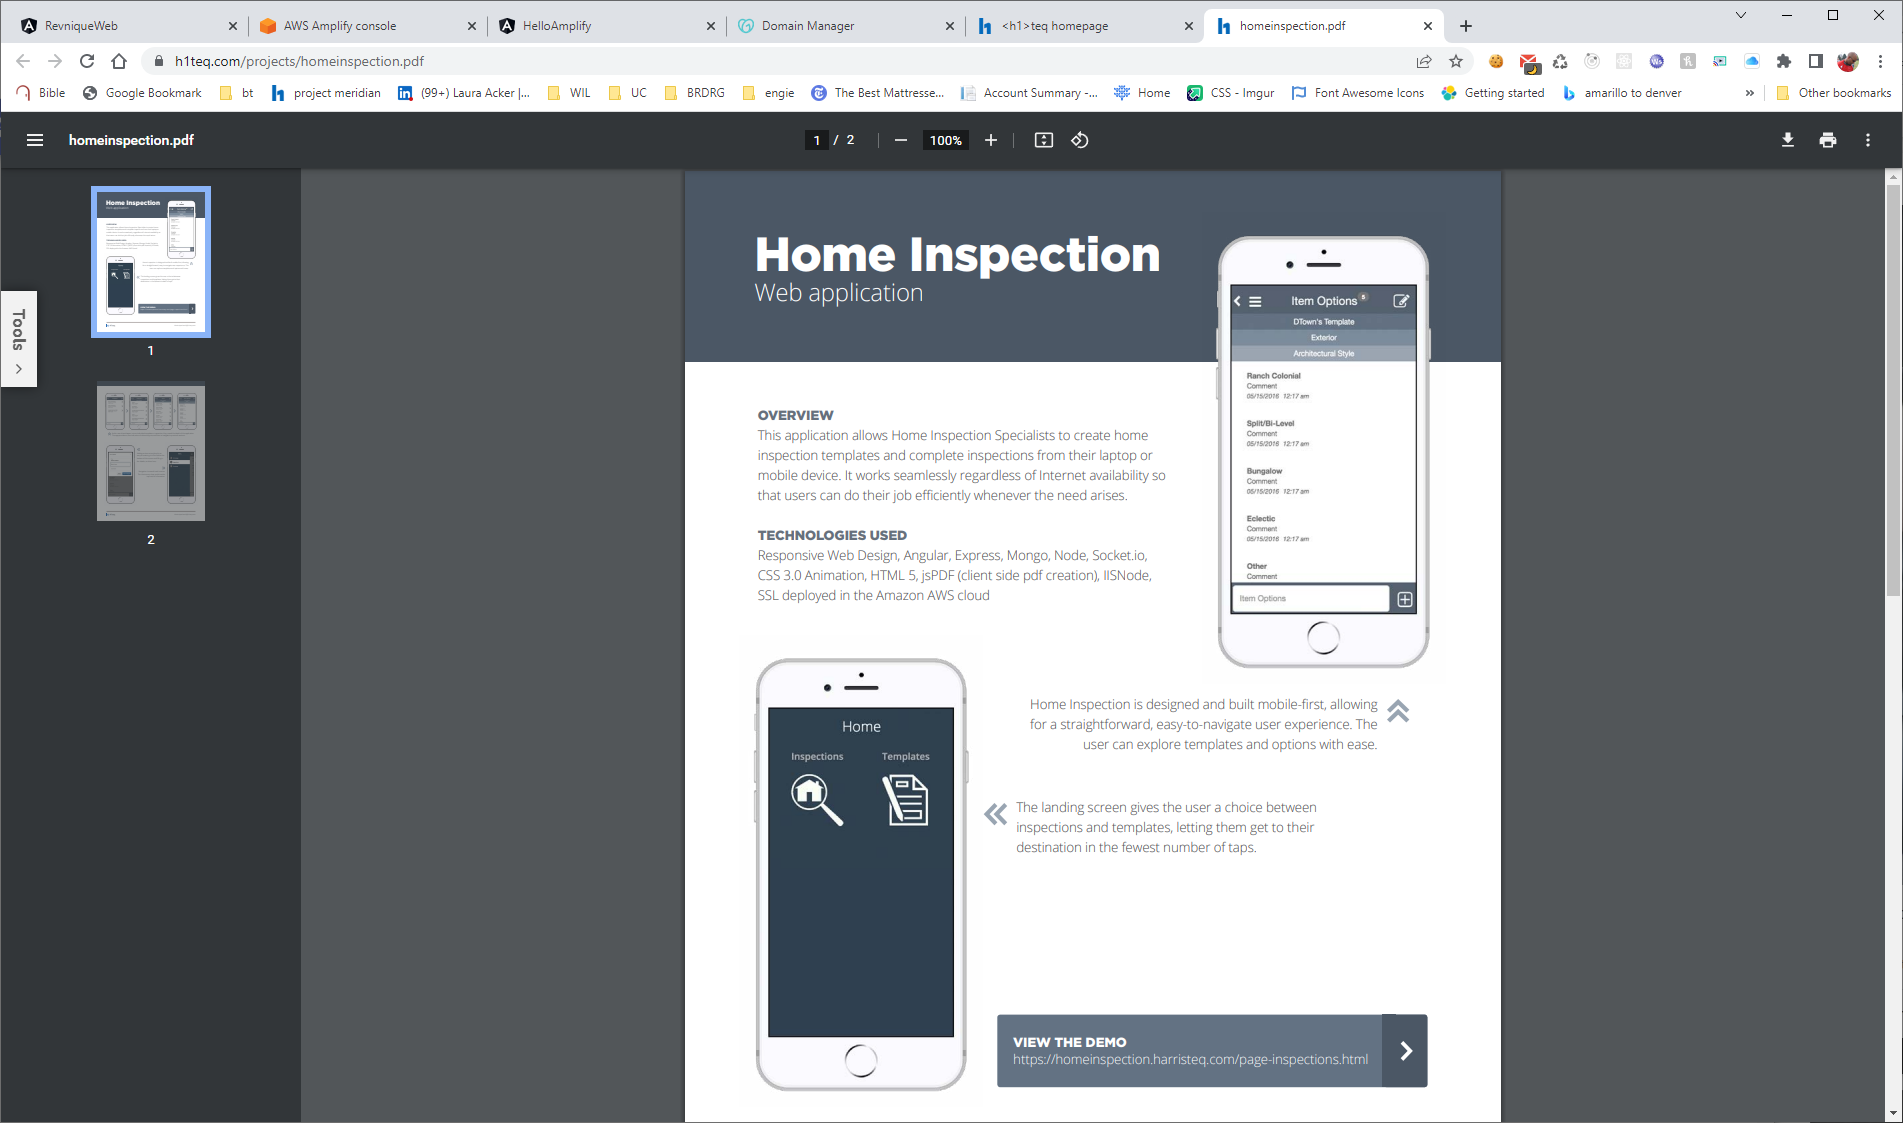 RevniqueWeb
AWS Amplify console
HelloAmplify
Domain Manager
<h1>teq homepage
homeinspection.pdf
h1teq.com/projects/homeinspection.pdf
Bible
Google Bookmark
bt
project meridian
(99+) Laura Acker |...
WIL
UC
BRDRG
engie
The Best Mattresse...
Account Summary -...
Home
CSS - Imgur
Font Awesome Icons
Getting started
amarillo to denver
»
Other bookmarks
homeinspection.pdf
1 / 2
100%
Tools
Home Inspection
1
2
Home Inspection
Web application
Item Options 5
DTown's Template
Exterior
Architectural Style
Ranch Colonial
Comment
05/15/2016 12:17 am
Split/Bi-Level
Comment
05/15/2016 12:17 am
Bungalow
Comment
05/15/2016 12:17 am
Eclectic
Comment
05/15/2016 12:17 am
Other
Comment
Item Options
OVERVIEW
This application allows Home Inspection Specialists to create home
inspection templates and complete inspections from their laptop or
mobile device. It works seamlessly regardless of Internet availability so
that users can do their job efficiently whenever the need arises.
TECHNOLOGIES USED
Responsive Web Design, Angular, Express, Mongo, Node, Socket.io,
CSS 3.0 Animation, HTML 5, jsPDF (client side pdf creation), IISNode,
SSL deployed in the Amazon AWS cloud
Home
Inspections
Templates
Home Inspection is designed and built mobile-first, allowing
for a straightforward, easy-to-navigate user experience. The
user can explore templates and options with ease.
The landing screen gives the user a choice between
inspections and templates, letting them get to their
destination in the fewest number of taps.
VIEW THE DEMO
https://homeinspection.harristeq.com/page-inspections.html